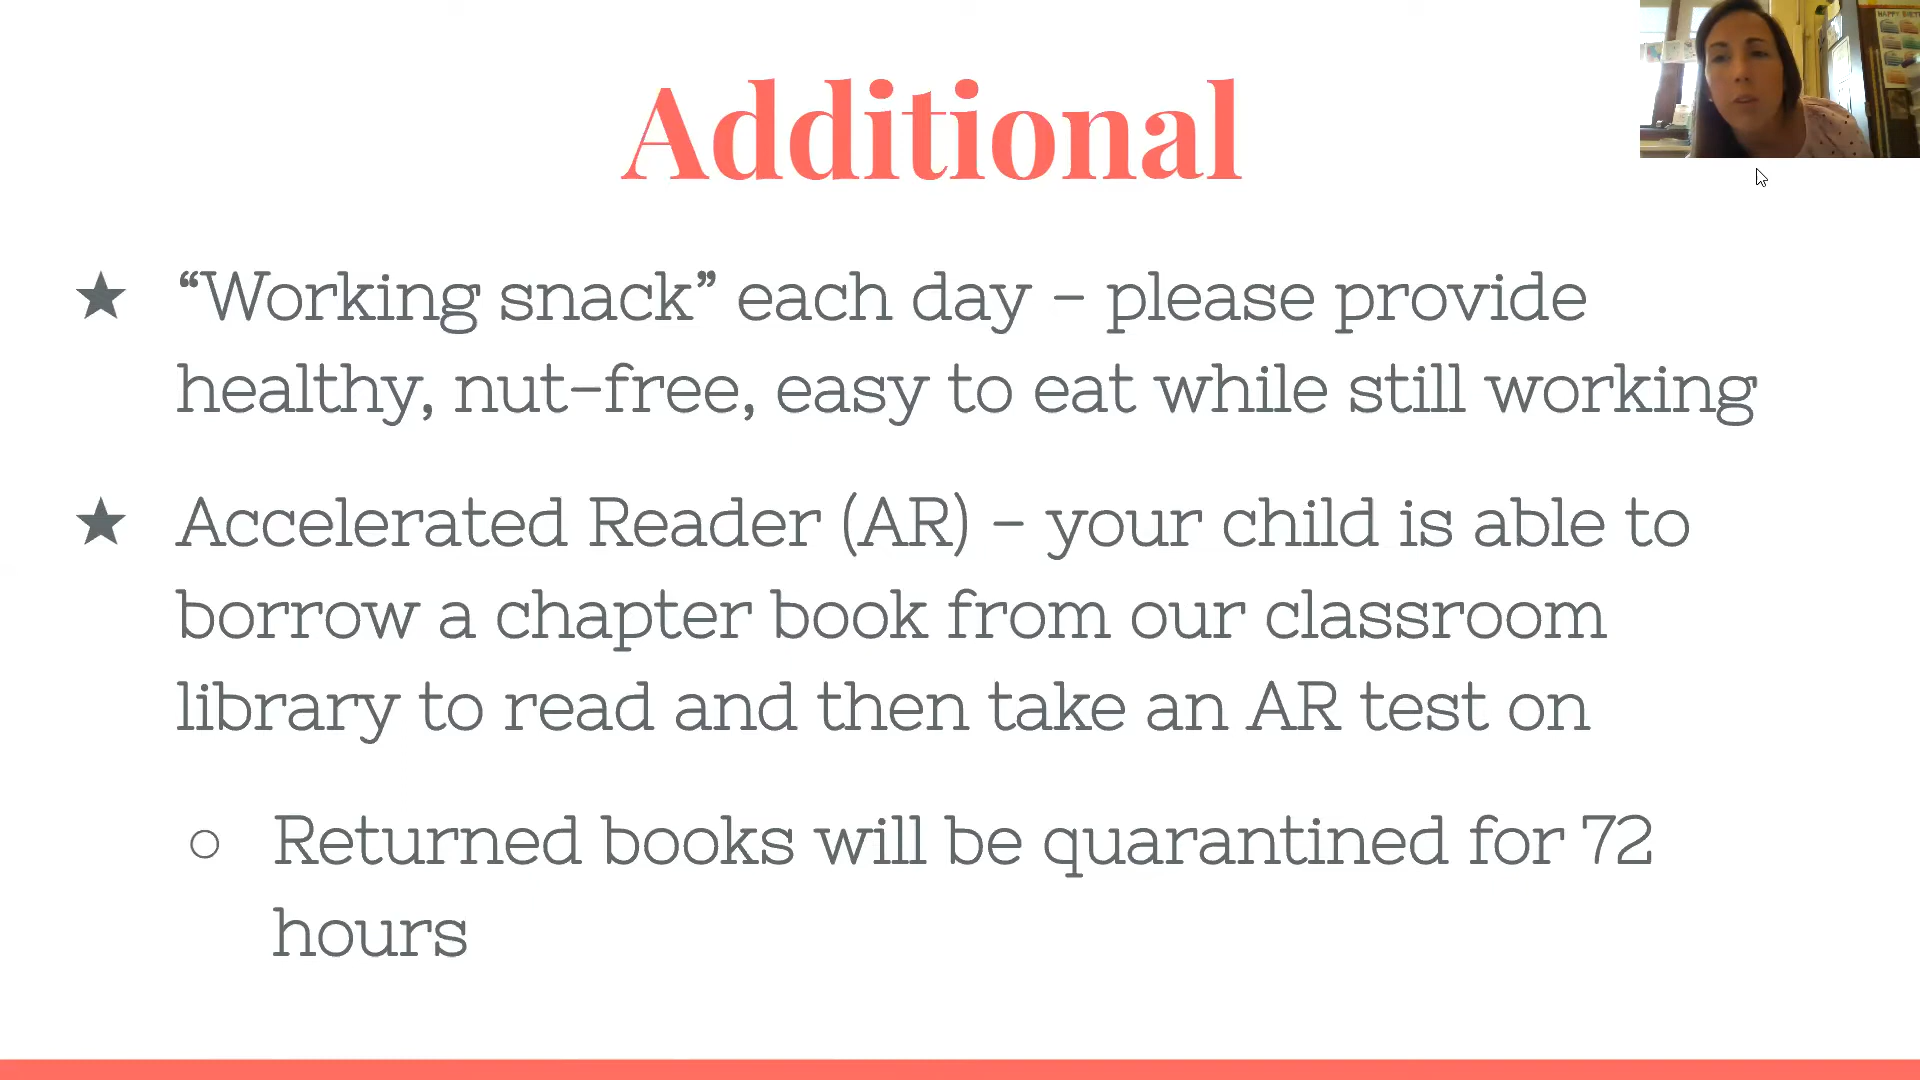 Additional
★ “Working snack” each day – please provide
healthy, nut-free, easy to eat while still working
★ Accelerated Reader (AR) – your child is able to
borrow a chapter book from our classroom
library to read and then take an AR test on
○ Returned books will be quarantined for 72
hours